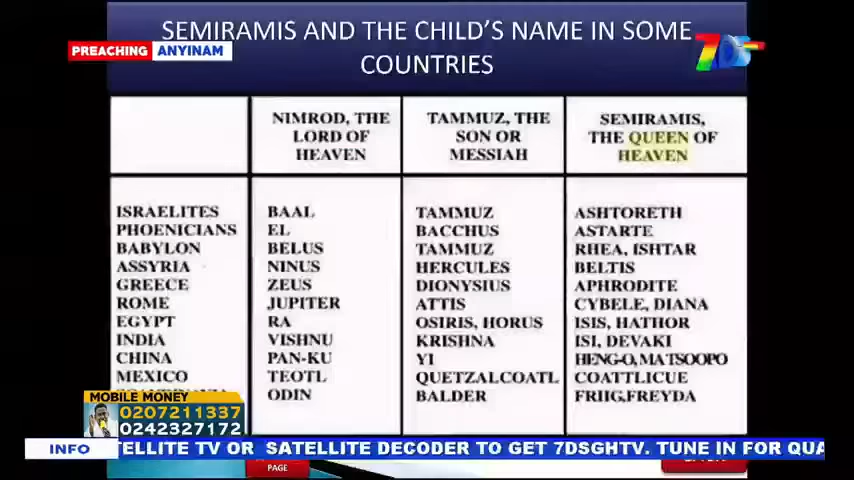 SEMIRAMIS AND THE CHILD'S NAME IN SOME
COUNTRIES
PREACHING ANYINAM
7DS
NIMROD, THE LORD OF HEAVEN
TAMMUZ, THE SON OR MESSIAH
SEMIRAMIS, THE QUEEN OF HEAVEN
ISRAELITES BAAL TAMMUZ ASHTORETH
PHOENICIANS EL BACCHUS ASTARTE
BABYLON BELUS TAMMUZ RHEA, ISHTAR
ASSYRIA NINUS HERCULES BELTIS
GREECE ZEUS DIONYSIUS APHRODITE
ROME JUPITER ATTIS CYBELE, DIANA
EGYPT RA OSIRIS, HORUS ISIS, HATHOR
INDIA VISHNU KRISHNA ISI, DEVAKI
CHINA PAN-KU YI HENG-O, MATSOOPO
MEXICO TEOTL QUETZALCOATL COATTLICUE
ODIN BALDER FRIIG,FREYDA
MOBILE MONEY
0207211337
0242327172
INFO TELLITE TV OR SATELLITE DECODER TO GET 7DSGHTV. TUNE IN FOR QUA
PAGE